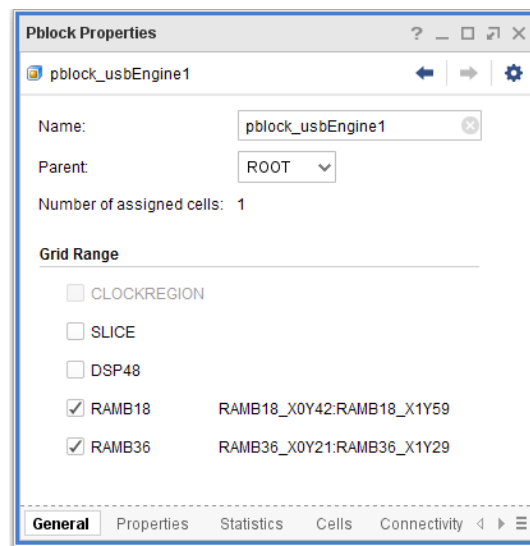 Pblock Properties
pblock_usbEngine1
Name: pblock_usbEngine1
Parent: ROOT
Number of assigned cells: 1
Grid Range
CLOCKREGION
SLICE
DSP48
RAMB18 RAMB18_X0Y42:RAMB18_X1Y59
RAMB36 RAMB36_X0Y21:RAMB36_X1Y29
General Properties Statistics Cells Connectivity